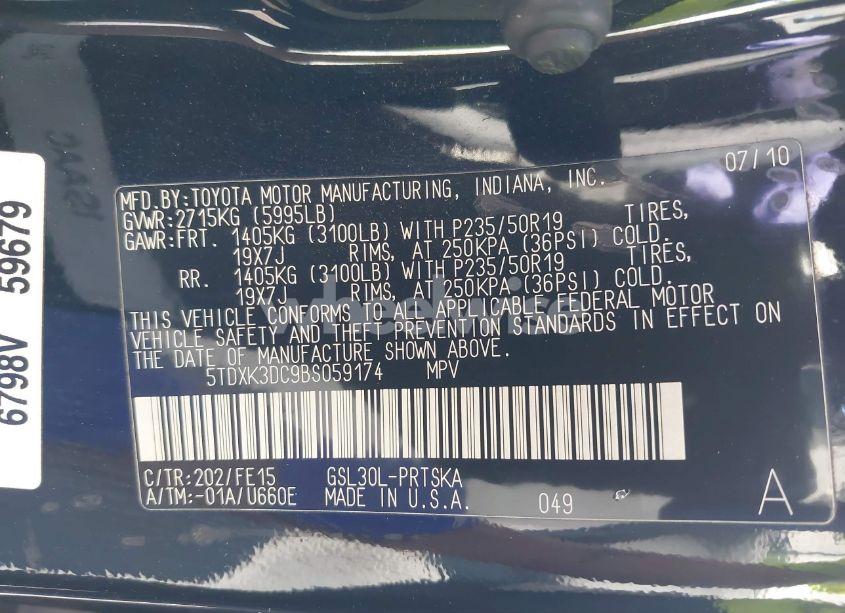 07/10
MFD.BY:TOYOTA MOTOR MANUFACTURING, INDIANA, INC.
GVWR:2715KG (5995LB)
GAWR:FRT. 1405KG (3100LB) WITH P235/50R19 TIRES,
19X7J RIMS, AT 250KPA (36PSI) COLD.
RR. 1405KG (3100LB) WITH P235/50R19 TIRES,
19X7J RIMS, AT 250KPA (36PSI) COLD.
THIS VEHICLE CONFORMS TO ALL APPLICABLE FEDERAL MOTOR
VEHICLE SAFETY AND THEFT PREVENTION STANDARDS IN EFFECT ON
THE DATE OF MANUFACTURE SHOWN ABOVE.
5TDXK3DC9BS059174 MPV
C/TR:202/FE15 GSL30L-PRTSKA
A/TM:-01A/U660E MADE IN U.S.A. 049 A
6798V 59679